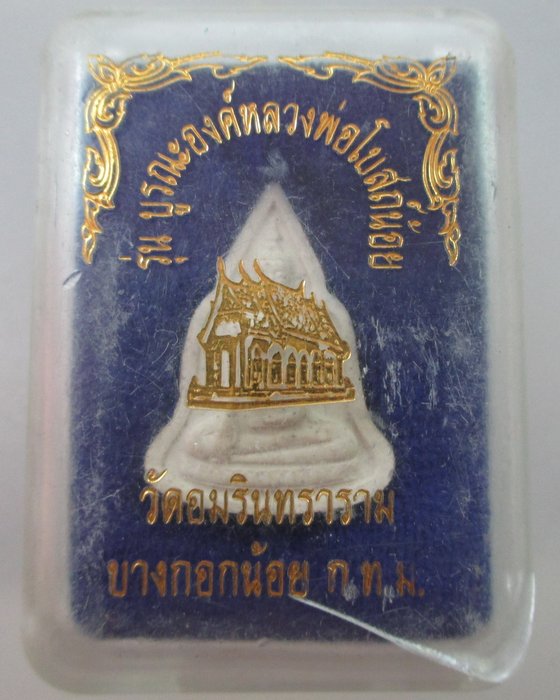 รุ่น บูรณะองค์หลวงพ่อโบสถ์น้อย
วัดอมรินทราราม
บางกอกน้อย ก.ท.ม.